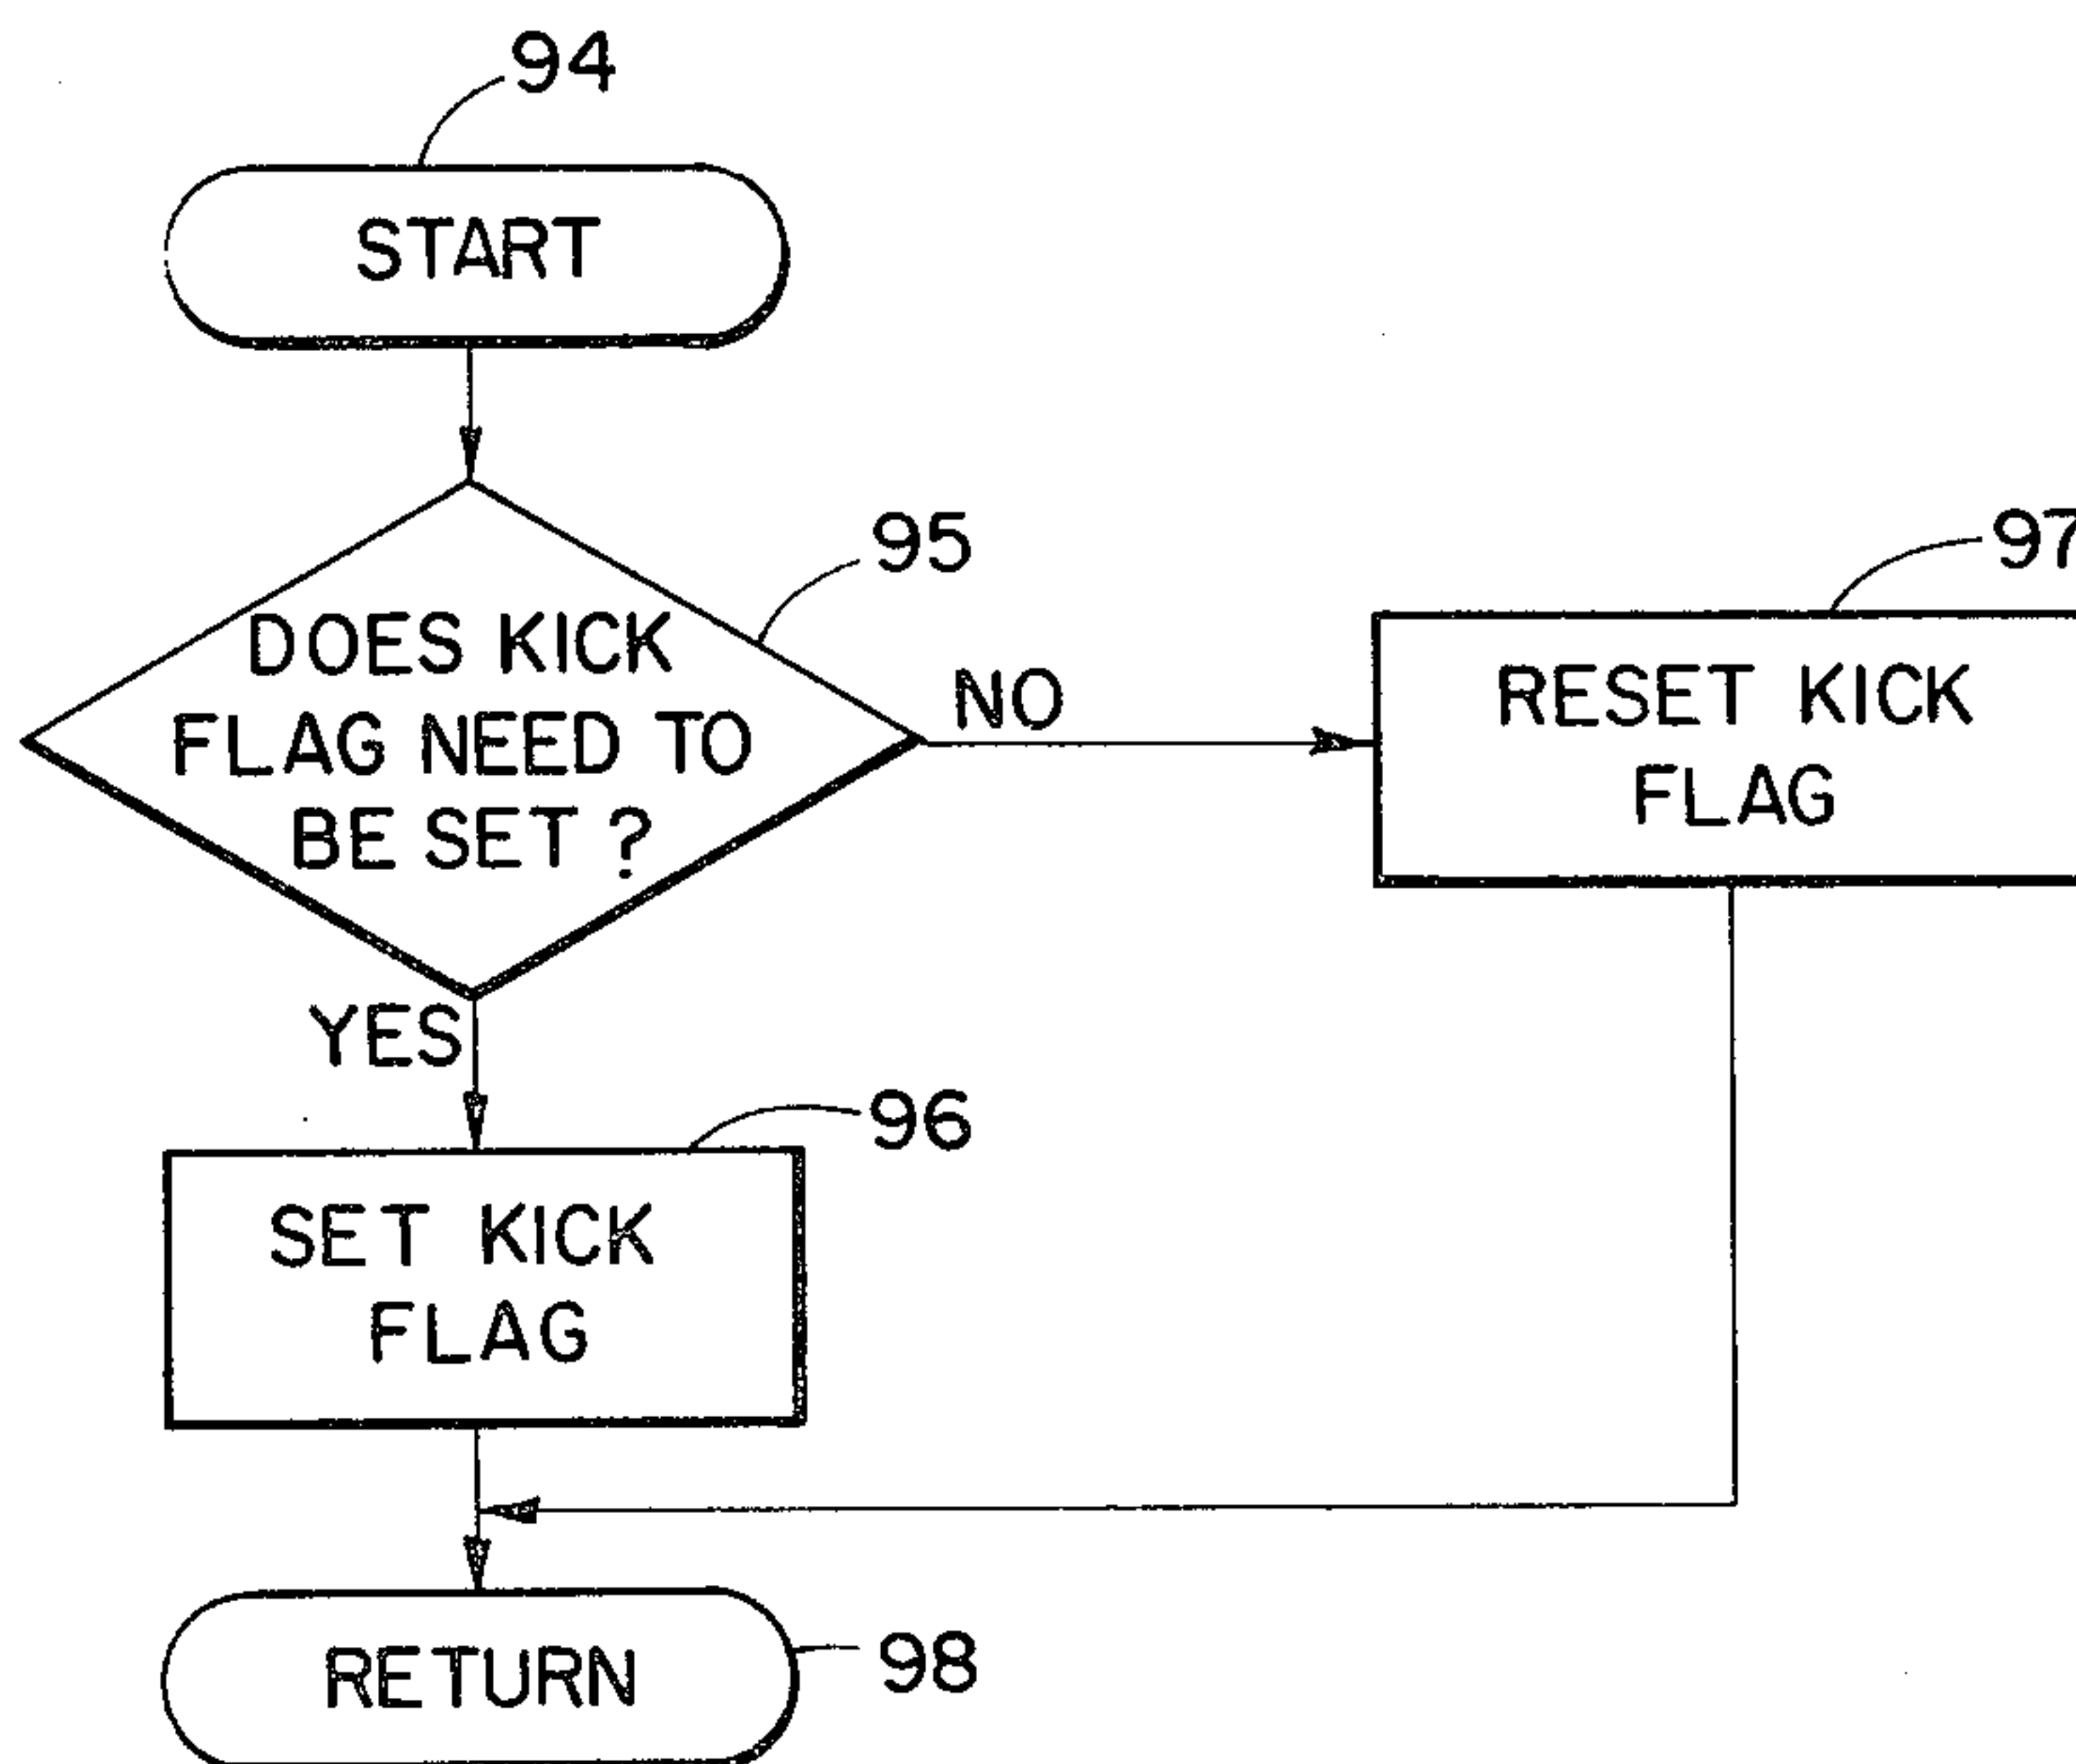 94
START
95
DOES KICK
FLAG NEED TO
BE SET ?
NO
97
RESET KICK
FLAG
YES
96
SET KICK
FLAG
RETURN
98